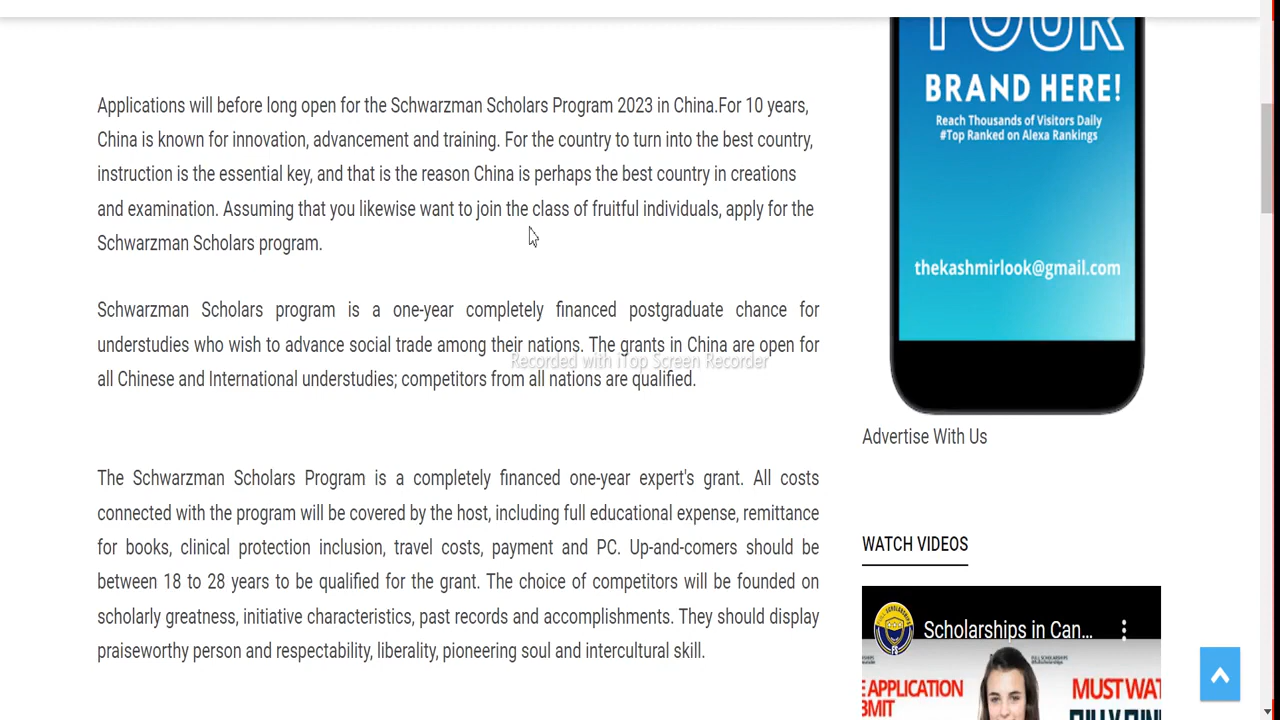 Applications will before long open for the Schwarzman Scholars Program 2023 in China.For 10 years,
China is known for innovation, advancement and training. For the country to turn into the best country,
instruction is the essential key, and that is the reason China is perhaps the best country in creations
and examination. Assuming that you likewise want to join the class of fruitful individuals, apply for the
Schwarzman Scholars program.
Schwarzman Scholars program is a one-year completely financed postgraduate chance for
understudies who wish to advance social trade among their nations. The grants in China are open for
all Chinese and International understudies; competitors from all nations are qualified.
The Schwarzman Scholars Program is a completely financed one-year expert's grant. All costs
connected with the program will be covered by the host, including full educational expense, remittance
for books, clinical protection inclusion, travel costs, payment and PC. Up-and-comers should be
between 18 to 28 years to be qualified for the grant. The choice of competitors will be founded on
scholarly greatness, initiative characteristics, past records and accomplishments. They should display
praiseworthy person and respectability, liberality, pioneering soul and intercultural skill.
Recorded with iTop Screen Recorder
YOUR
BRAND HERE!
Reach Thousands of Visitors Daily
#Top Ranked on Alexa Rankings
thekashmirlook@gmail.com
Advertise With Us
WATCH VIDEOS
Scholarships in Can...
E APPLICATION
MUST WAT